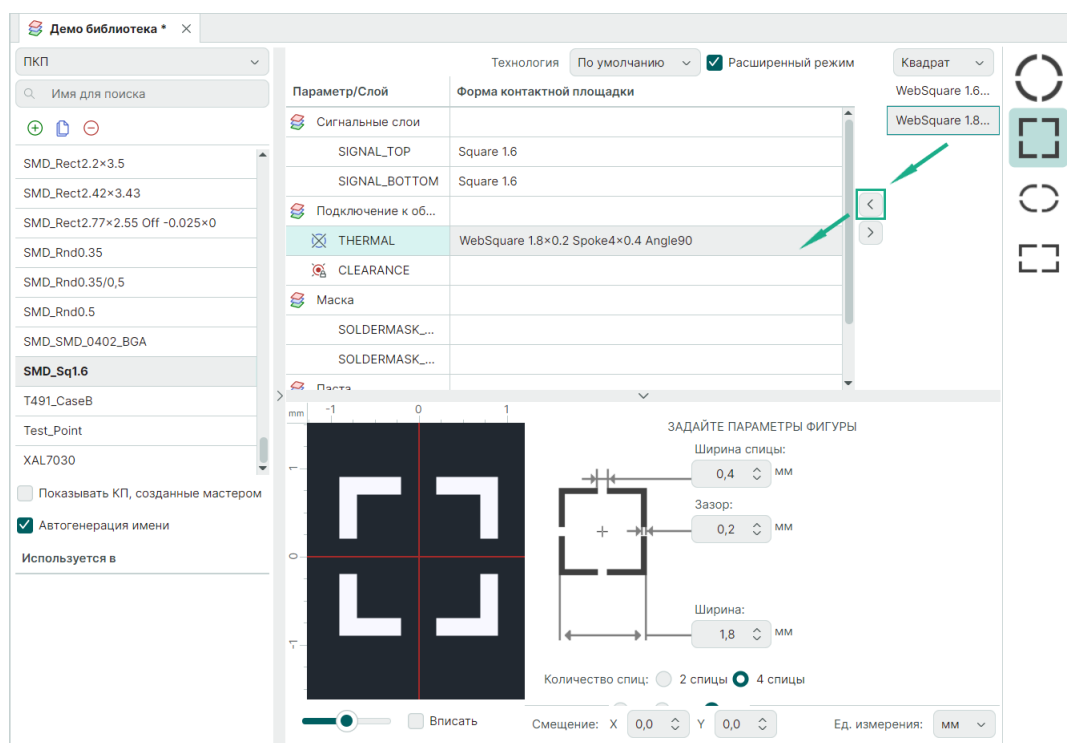 Демо библиотека *
ПКП
Имя для поиска
SMD_Rect2.2×3.5
SMD_Rect2.42×3.43
SMD_Rect2.77×2.55 Off -0.025×0
SMD_Rnd0.35
SMD_Rnd0.35/0,5
SMD_Rnd0.5
SMD_SMD_0402_BGA
SMD_Sq1.6
T491_CaseB
Test_Point
XAL7030
Показывать КП, созданные мастером
Автогенерация имени
Используется в
Технология По умолчанию Расширенный режим
Параметр/Слой Форма контактной площадки
Сигнальные слои
SIGNAL_TOP Square 1.6
SIGNAL_BOTTOM Square 1.6
Подключение к об...
THERMAL WebSquare 1.8×0.2 Spoke4×0.4 Angle90
CLEARANCE
Маска
SOLDERMASK_...
SOLDERMASK_...
Паста
Квадрат
WebSquare 1.6...
WebSquare 1.8...
mm -1 0 1
1
0
-1
ЗАДАЙТЕ ПАРАМЕТРЫ ФИГУРЫ
Ширина спицы:
0,4 мм
Зазор:
0,2 мм
Ширина:
1,8 мм
Количество спиц: 2 спицы 4 спицы
Вписать
Смещение: X 0,0 Y 0,0 Ед. измерения: мм